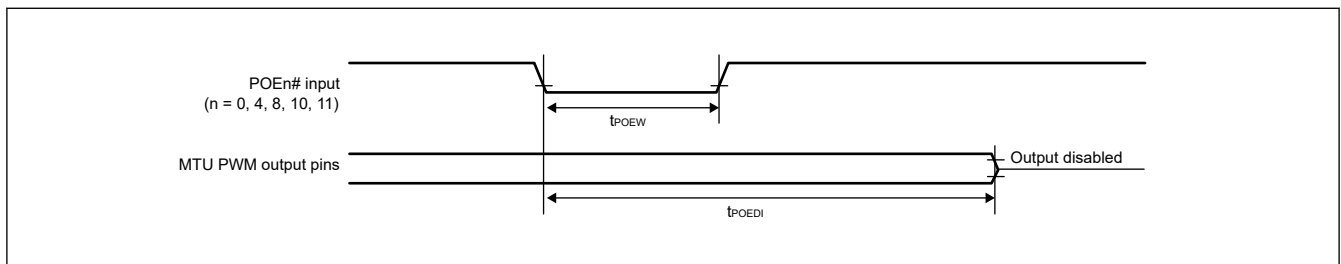 POEn# input
(n = 0, 4, 8, 10, 11)
tPOEW
MTU PWM output pins
Output disabled
tPOEDI